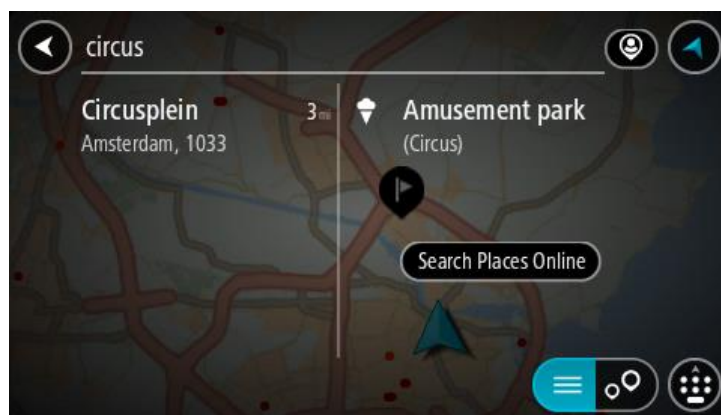 circus
Circusplein
3 mi
Amsterdam, 1033
Amusement park
(Circus)
Search Places Online